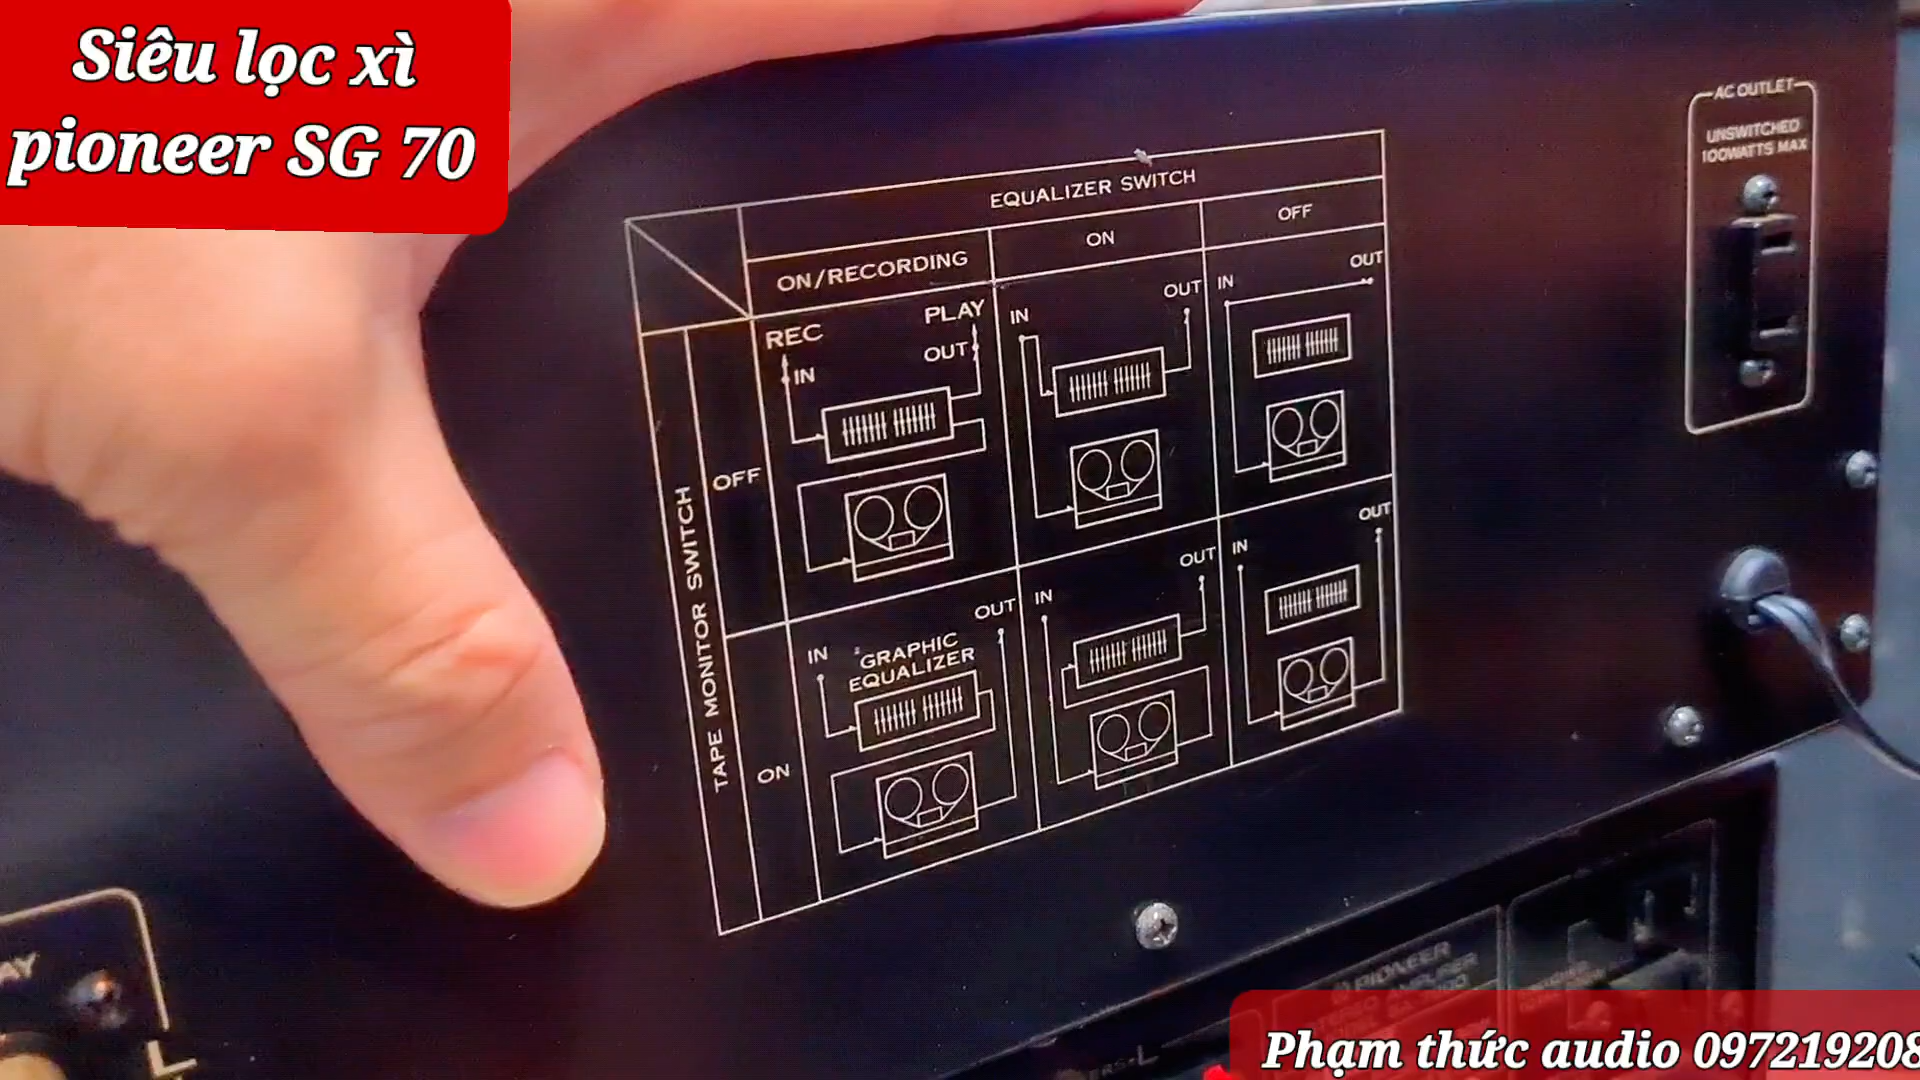 Siêu lọc xì
pioneer SG 70
AC OUTLET
UNSWITCHED
100WATTS MAX
EQUALIZER SWITCH
ON/RECORDING
ON
OFF
REC
PLAY
IN
OUT
IN
OUT
IN
OUT
TAPE MONITOR SWITCH
OFF
ON
IN
GRAPHIC
EQUALIZER
OUT
IN
OUT
IN
OUT
AY
L
PIONEER
Phạm thức audio 097219208